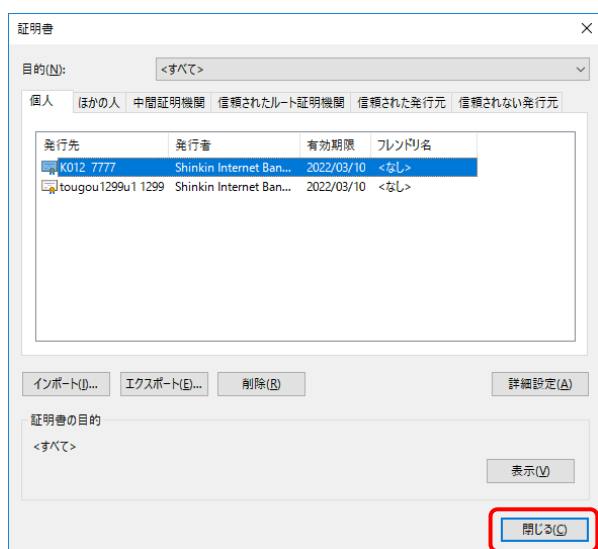 証明書
目的(N): <すべて>
個人 ほかの人 中間証明機関 信頼されたルート証明機関 信頼された発行元 信頼されない発行元
発行先 発行者 有効期限 フレンドリ名
K012 7777 Shinkin Internet Ban... 2022/03/10 <なし>
tougou1299u1 1299 Shinkin Internet Ban... 2022/03/10 <なし>
インポート(I)... エクスポート(E)... 削除(R) 詳細設定(A)
証明書の目的
<すべて>
表示(V)
閉じる(C)